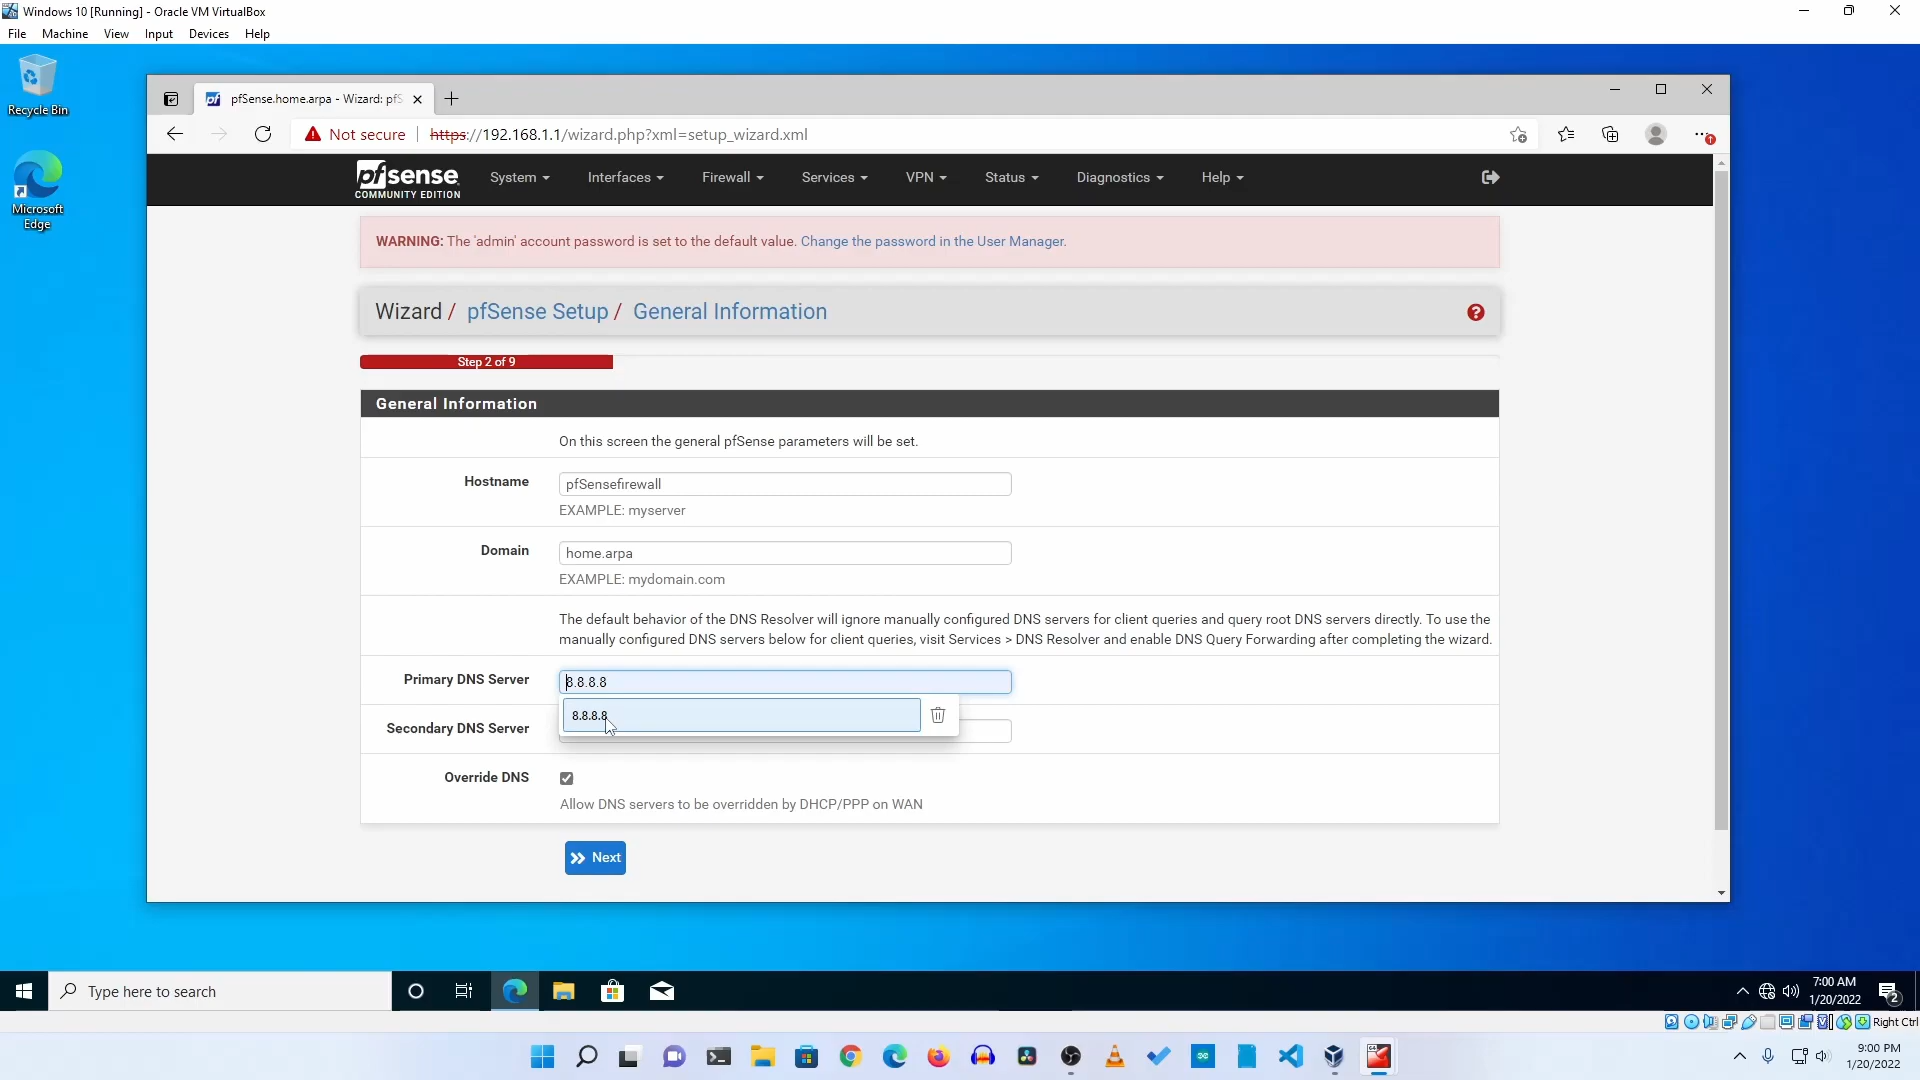 Windows 10 [Running] - Oracle VM VirtualBox
File Machine View Input Devices Help
Recycle Bin
Microsoft
Edge
pfSense.home.arpa - Wizard: pfS
Not secure https://192.168.1.1/wizard.php?xml=setup_wizard.xml
pfsense
COMMUNITY EDITION
System Interfaces Firewall Services VPN Status Diagnostics Help
WARNING: The 'admin' account password is set to the default value. Change the password in the User Manager.
Wizard / pfSense Setup / General Information
Step 2 of 9
General Information
On this screen the general pfSense parameters will be set.
Hostname
pfSensefirewall
EXAMPLE: myserver
Domain
home.arpa
EXAMPLE: mydomain.com
The default behavior of the DNS Resolver will ignore manually configured DNS servers for client queries and query root DNS servers directly. To use the
manually configured DNS servers below for client queries, visit Services > DNS Resolver and enable DNS Query Forwarding after completing the wizard.
Primary DNS Server
8.8.8.8
8.8.8.8
Secondary DNS Server
Override DNS
Allow DNS servers to be overridden by DHCP/PPP on WAN
Next
Type here to search
7:00 AM
1/20/2022
2
Right Ctrl
9:00 PM
1/20/2022